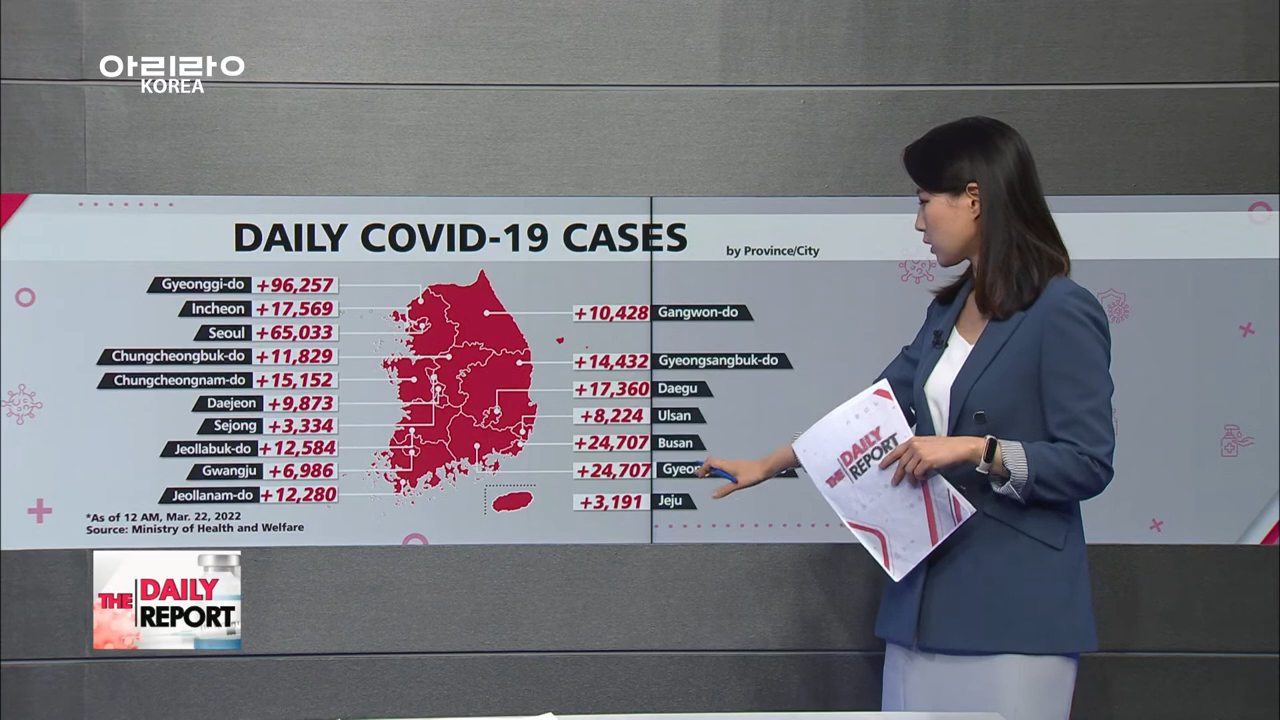 아리랑
KOREA
DAILY COVID-19 CASES
by Province/City
Gyeonggi-do +96,257
Incheon +17,569
Seoul +65,033
Chungcheongbuk-do +11,829
Chungcheongnam-do +15,152
Daejeon +9,873
Sejong +3,334
Jeollabuk-do +12,584
Gwangju +6,986
Jeollanam-do +12,280
+10,428 Gangwon-do
+14,432 Gyeongsangbuk-do
+17,360 Daegu
+8,224 Ulsan
+24,707 Busan
+24,707
+3,191 Jeju
*As of 12 AM, Mar. 22, 2022
Source: Ministry of Health and Welfare
THE DAILY REPORT
THE
DAILY
REPORT